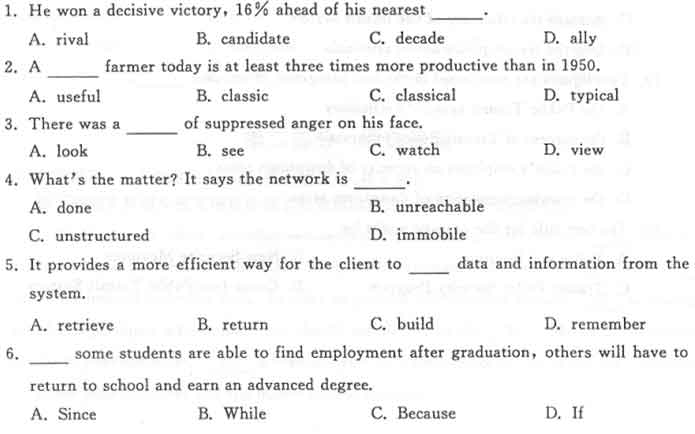 1. He won a decisive victory, 16% ahead of his nearest ______.
A. rival B. candidate C. decade D. ally
2. A ______ farmer today is at least three times more productive than in 1950.
A. useful B. classic C. classical D. typical
3. There was a ______ of suppressed anger on his face.
A. look B. see C. watch D. view
4. What's the matter? It says the network is ______.
A. done B. unreachable
C. unstructured D. immobile
5. It provides a more efficient way for the client to ____ data and information from the
system.
A. retrieve B. return C. build D. remember
6. ____ some students are able to find employment after graduation, others will have to
return to school and earn an advanced degree.
A. Since B. While C. Because D. If